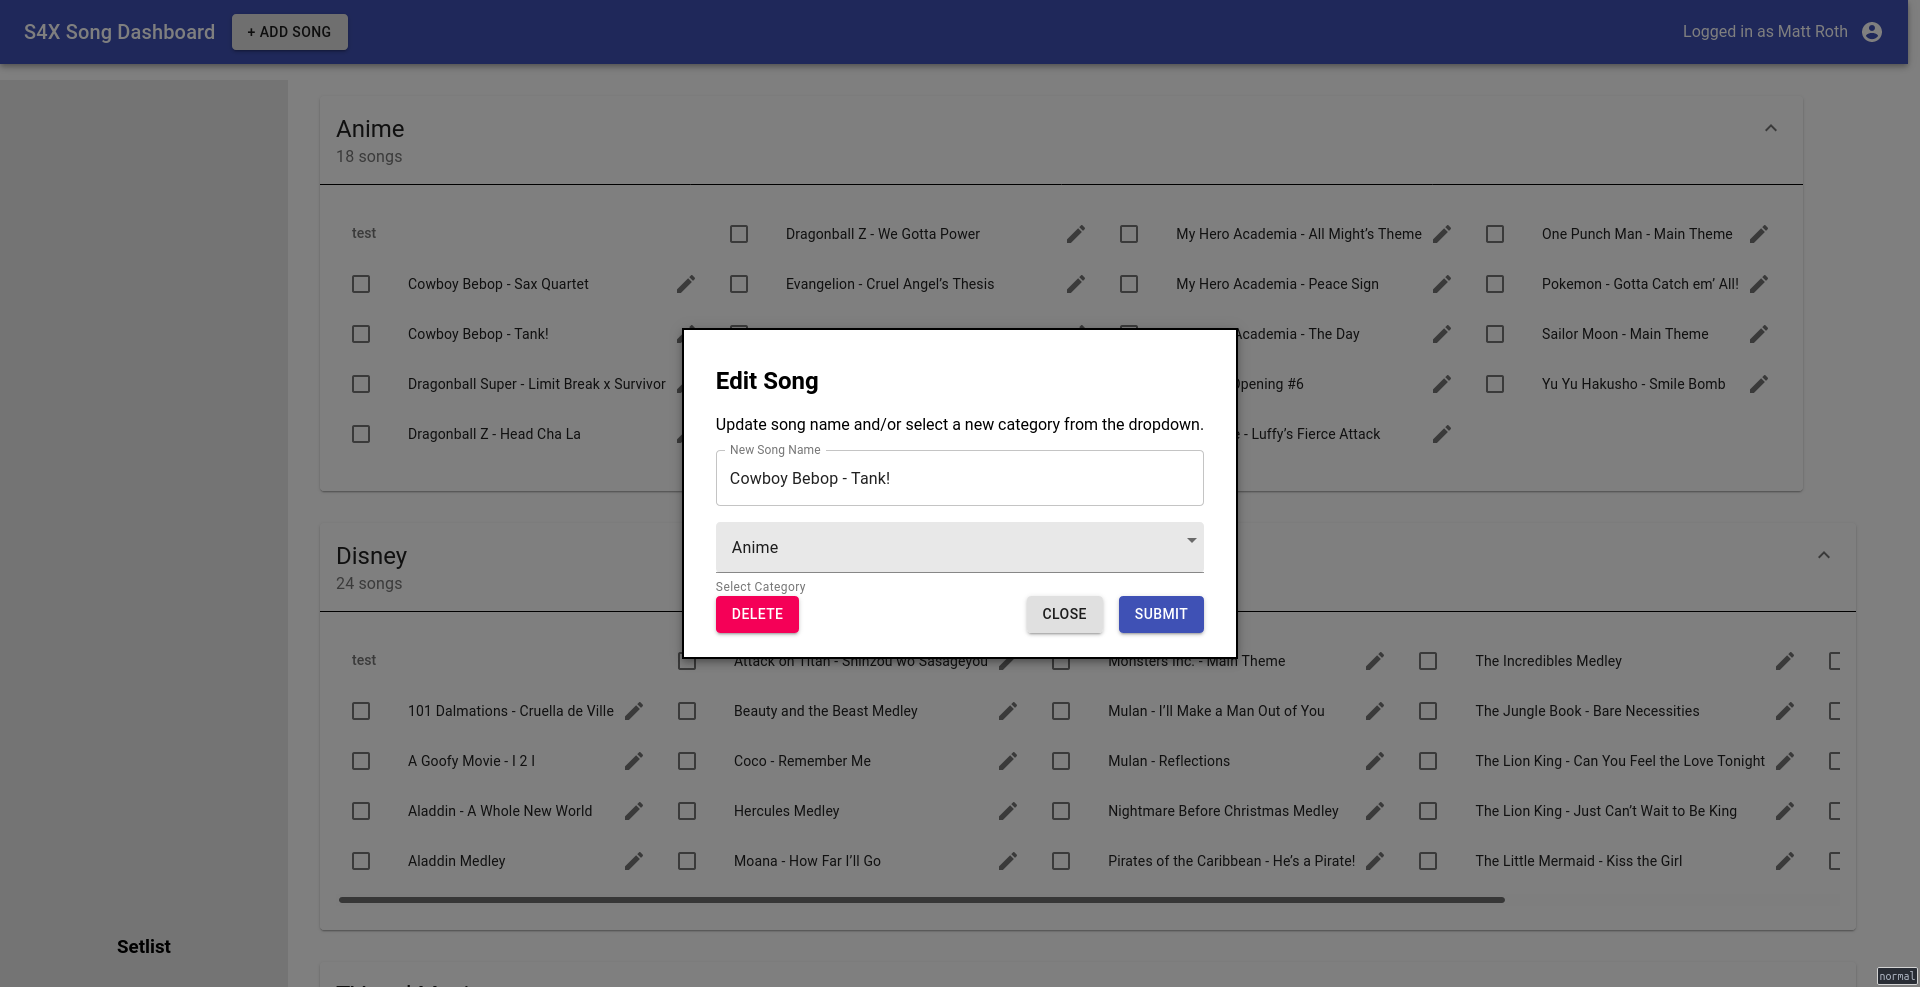 S4X Song Dashboard
+ ADD SONG
Logged in as Matt Roth
Anime
18 songs
test
Dragonball Z - We Gotta Power
My Hero Academia - All Might's Theme
One Punch Man - Main Theme
Cowboy Bebop - Sax Quartet
Evangelion - Cruel Angel's Thesis
My Hero Academia - Peace Sign
Pokemon - Gotta Catch em' All!
Cowboy Bebop - Tank!
Academia - The Day
Sailor Moon - Main Theme
Dragonball Super - Limit Break x Survivor
Opening #6
Yu Yu Hakusho - Smile Bomb
Dragonball Z - Head Cha La
- Luffy's Fierce Attack
Edit Song
Update song name and/or select a new category from the dropdown.
New Song Name
Cowboy Bebop - Tank!
Anime
Select Category
DELETE
CLOSE
SUBMIT
Disney
24 songs
test
Attack on Titan - Shinzou wo Sasageyou
Monsters Inc. - Main Theme
The Incredibles Medley
101 Dalmations - Cruella de Ville
Beauty and the Beast Medley
Mulan - I'll Make a Man Out of You
The Jungle Book - Bare Necessities
A Goofy Movie - I 2 I
Coco - Remember Me
Mulan - Reflections
The Lion King - Can You Feel the Love Tonight
Aladdin - A Whole New World
Hercules Medley
Nightmare Before Christmas Medley
The Lion King - Just Can't Wait to Be King
Aladdin Medley
Moana - How Far I'll Go
Pirates of the Caribbean - He's a Pirate!
The Little Mermaid - Kiss the Girl
Setlist
normal